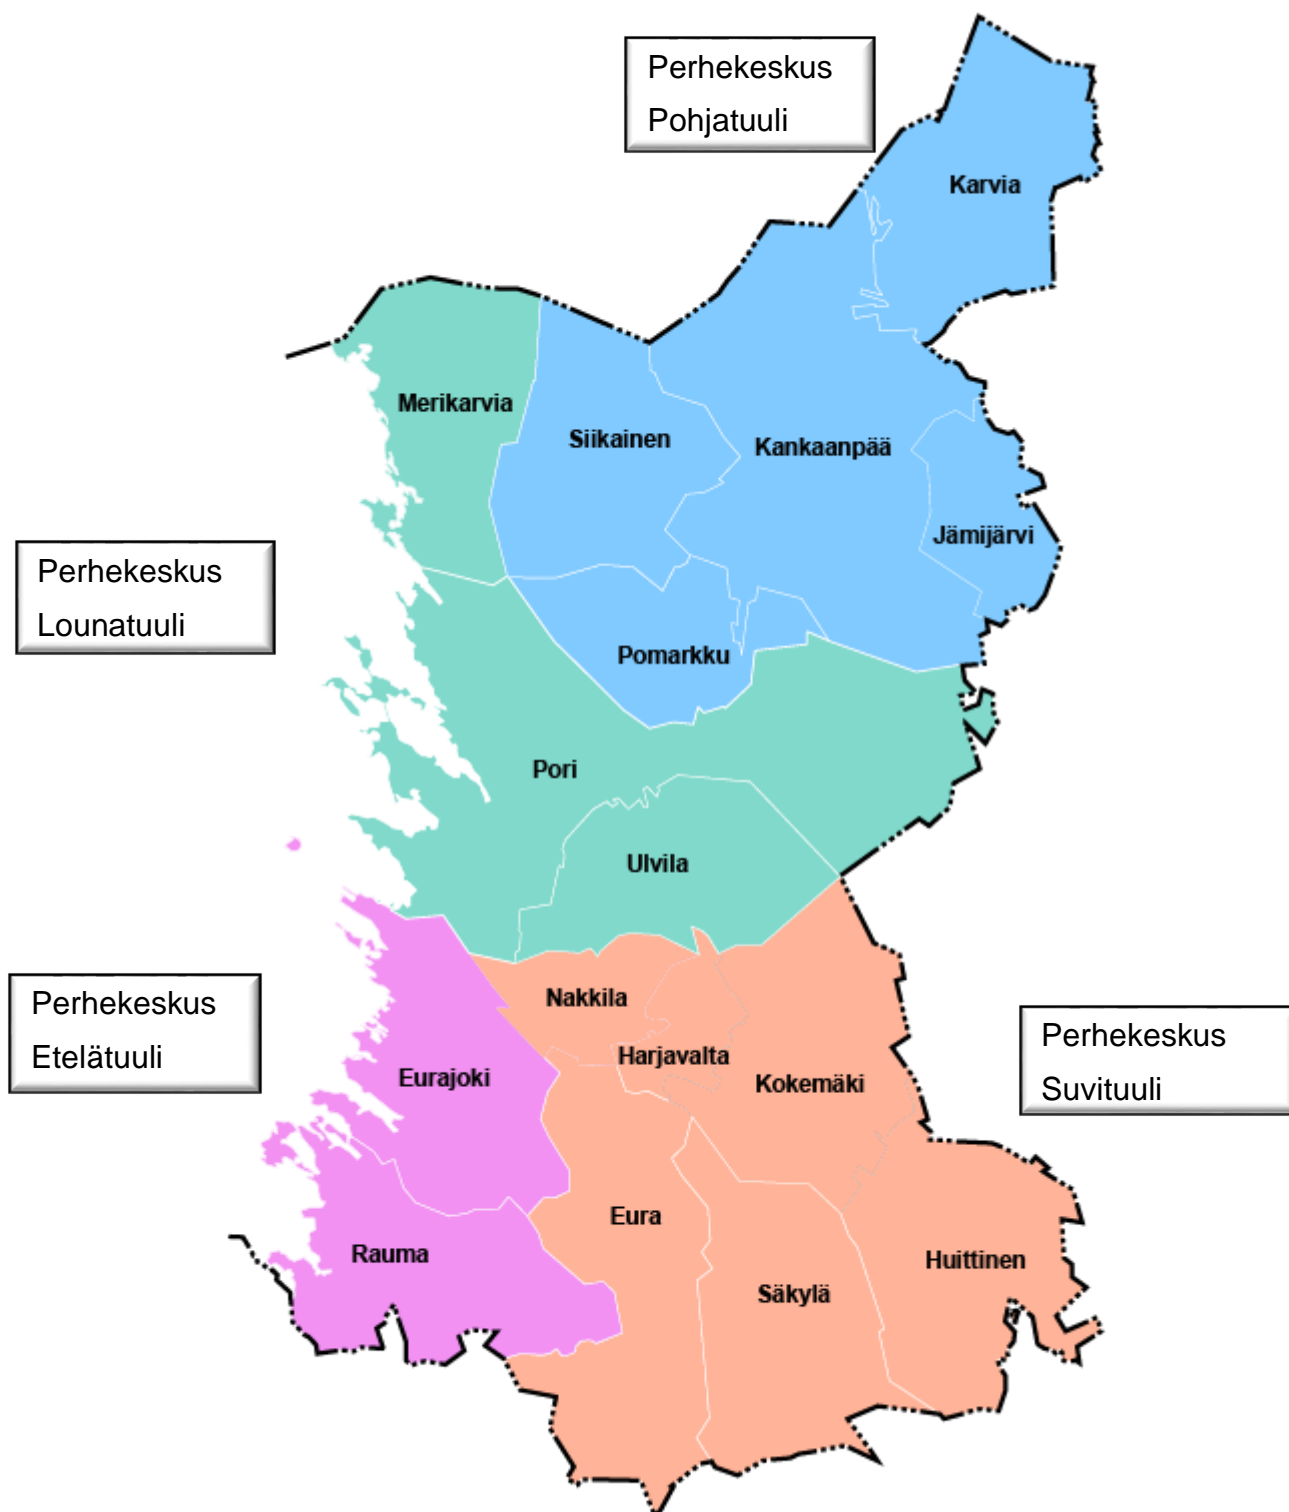 Perhekeskus
Pohjatuuli
Karvia
Merikarvia
Siikainen
Kankaanpää
Jämijärvi
Perhekeskus
Lounatuuli
Pomarkku
Pori
Ulvila
Perhekeskus
Etelätuuli
Nakkila
Harjavalta
Eurajoki
Kokemäki
Perhekeskus
Suvituuli
Eura
Rauma
Huittinen
Säkylä